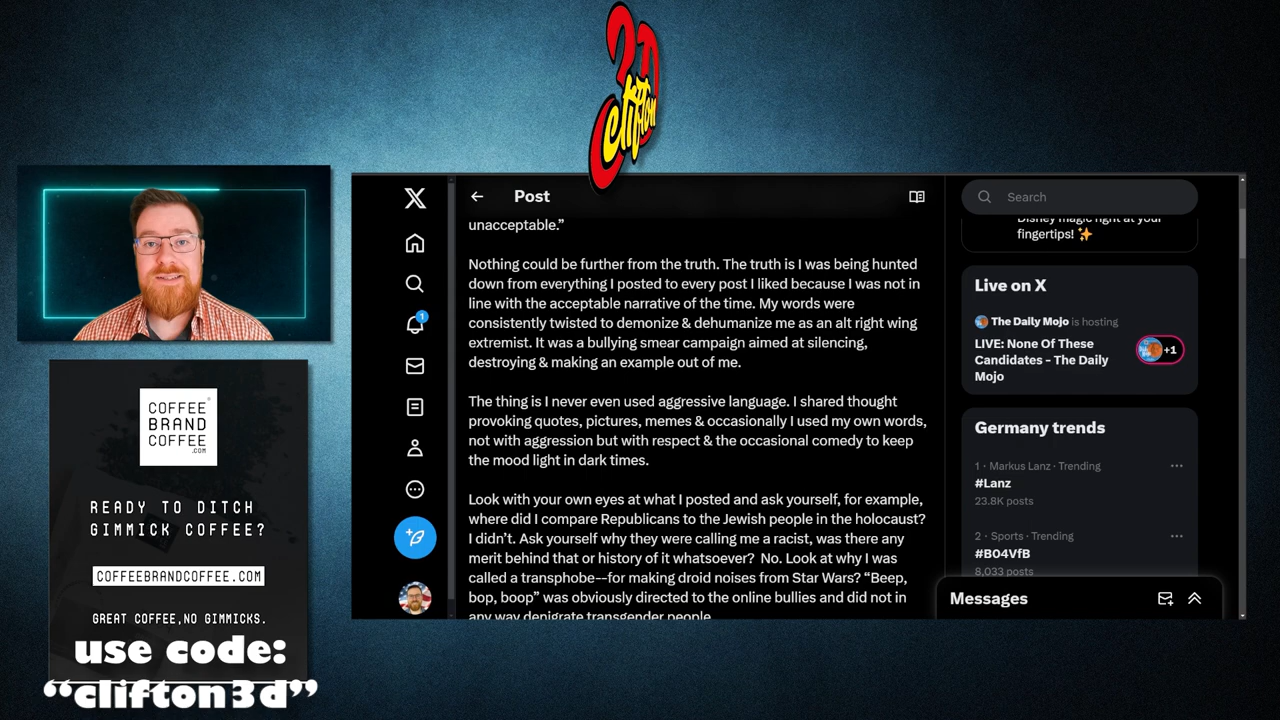 3D
Clifton
COFFEE
BRAND
COFFEE
.COM
READY TO DITCH
GIMMICK COFFEE?
COFFEEBRANDCOFFEE.COM
GREAT COFFEE,NO GIMMICKS.
use code:
“clifton3d”
X
1
Post
unacceptable.”
Nothing could be further from the truth. The truth is I was being hunted
down from everything I posted to every post I liked because I was not in
line with the acceptable narrative of the time. My words were
consistently twisted to demonize & dehumanize me as an alt right wing
extremist. It was a bullying smear campaign aimed at silencing,
destroying & making an example out of me.
The thing is I never even used aggressive language. I shared thought
provoking quotes, pictures, memes & occasionally I used my own words,
not with aggression but with respect & the occasional comedy to keep
the mood light in dark times.
Look with your own eyes at what I posted and ask yourself, for example,
where did I compare Republicans to the Jewish people in the holocaust?
I didn’t. Ask yourself why they were calling me a racist, was there any
merit behind that or history of it whatsoever?  No. Look at why I was
called a transphobe--for making droid noises from Star Wars? “Beep,
bop, boop” was obviously directed to the online bullies and did not in
any way denigrate transgender people.
Search
Disney magic right at your
fingertips! ✨
Live on X
The Daily Mojo is hosting
LIVE: None Of These
Candidates - The Daily
Mojo
+1
Germany trends
1 · Markus Lanz · Trending
#Lanz
23.8K posts
2 · Sports · Trending
#B04VfB
8,033 posts
Messages